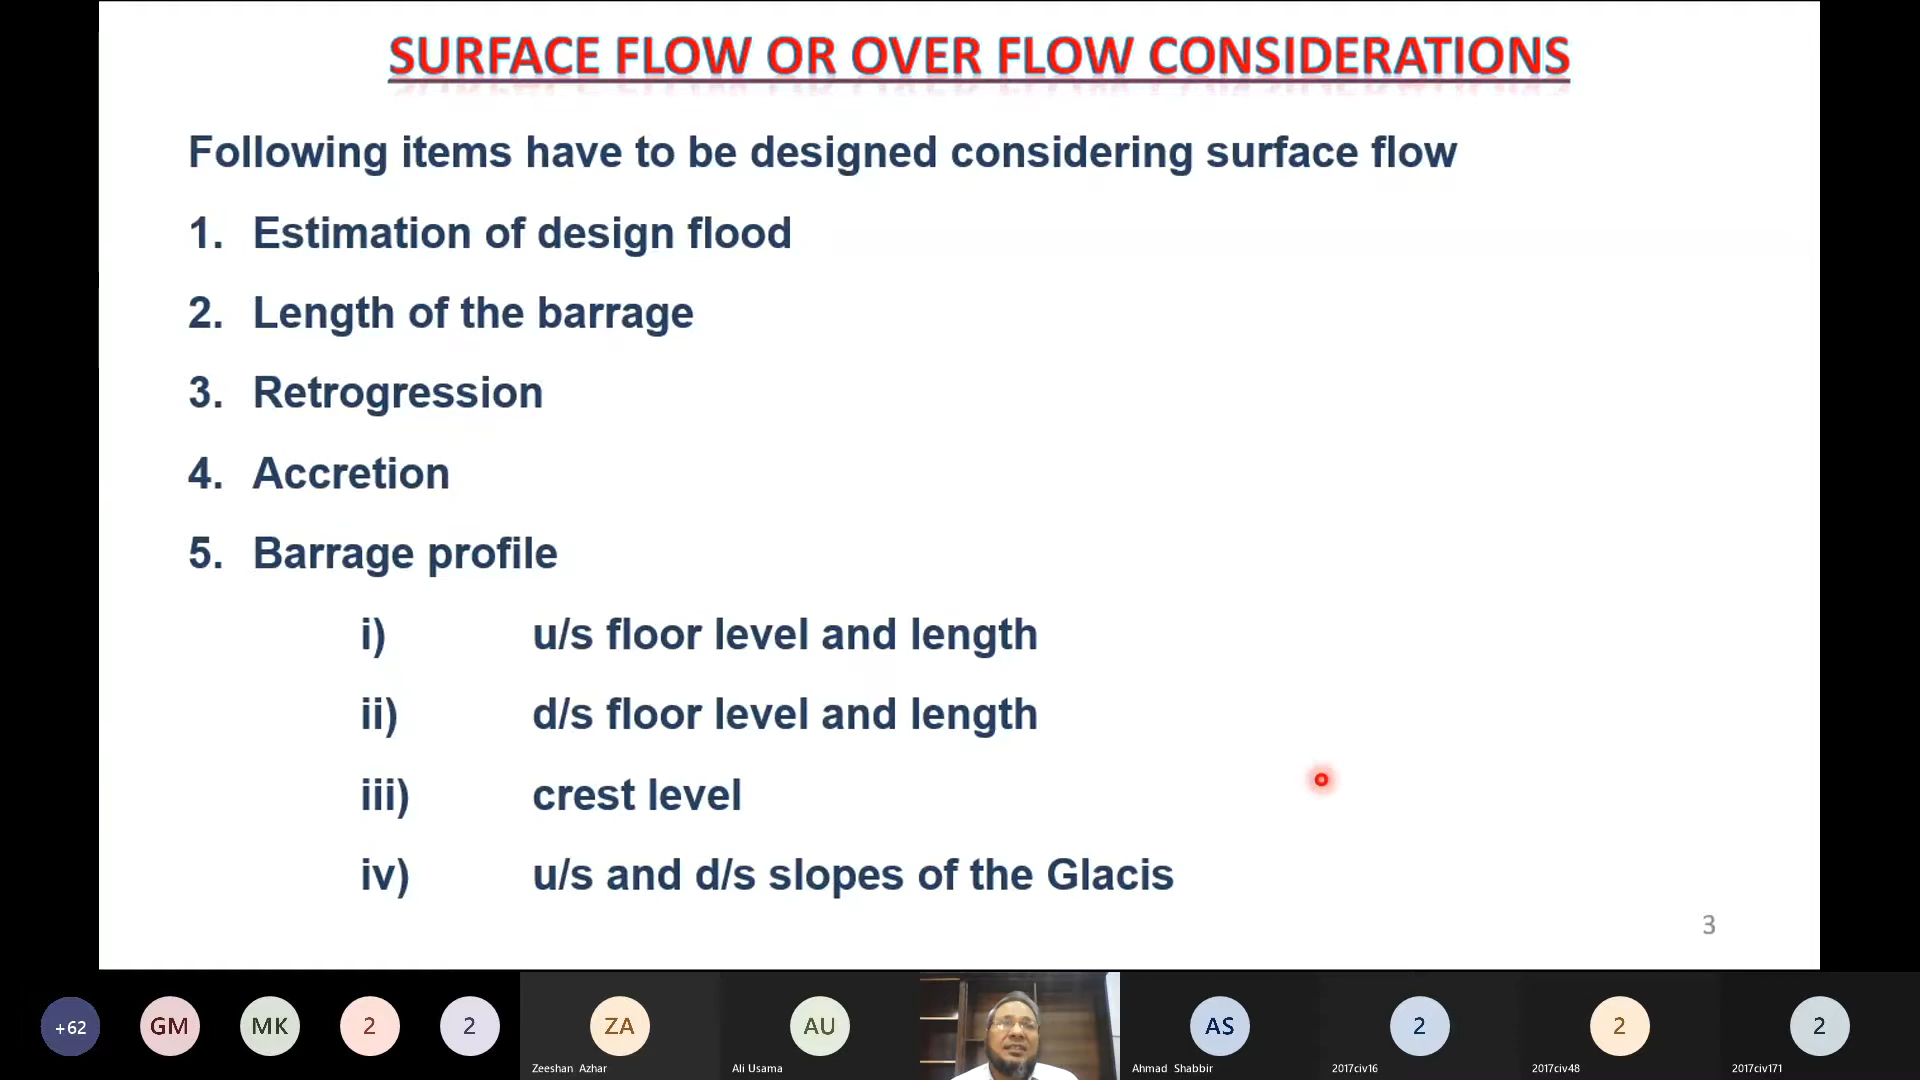 SURFACE FLOW OR OVER FLOW CONSIDERATIONS
Following items have to be designed considering surface flow
1. Estimation of design flood
2. Length of the barrage
3. Retrogression
4. Accretion
5. Barrage profile
i) u/s floor level and length
ii) d/s floor level and length
iii) crest level
iv) u/s and d/s slopes of the Glacis
3
+62 GM MK 2 2 ZA AU AS 2 2 2
Zeeshan Azhar Ali Usama Ahmad Shabbir 2017civ16 2017civ48 2017civ171